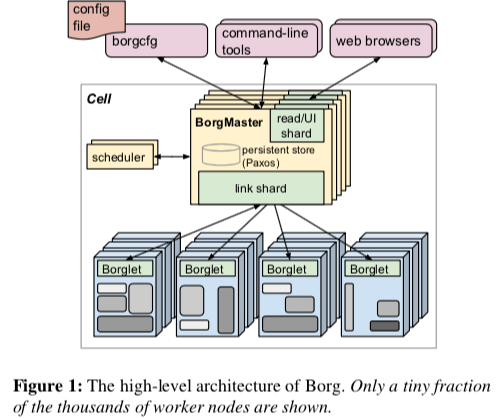 config
file
borgcfg
command-line
tools
web browsers
Cell
BorgMaster
read/UI
shard
persistent store
(Paxos)
scheduler
link shard
Borglet
Borglet
Borglet
Borglet
Figure 1: The high-level architecture of Borg. Only a tiny fraction
of the thousands of worker nodes are shown.